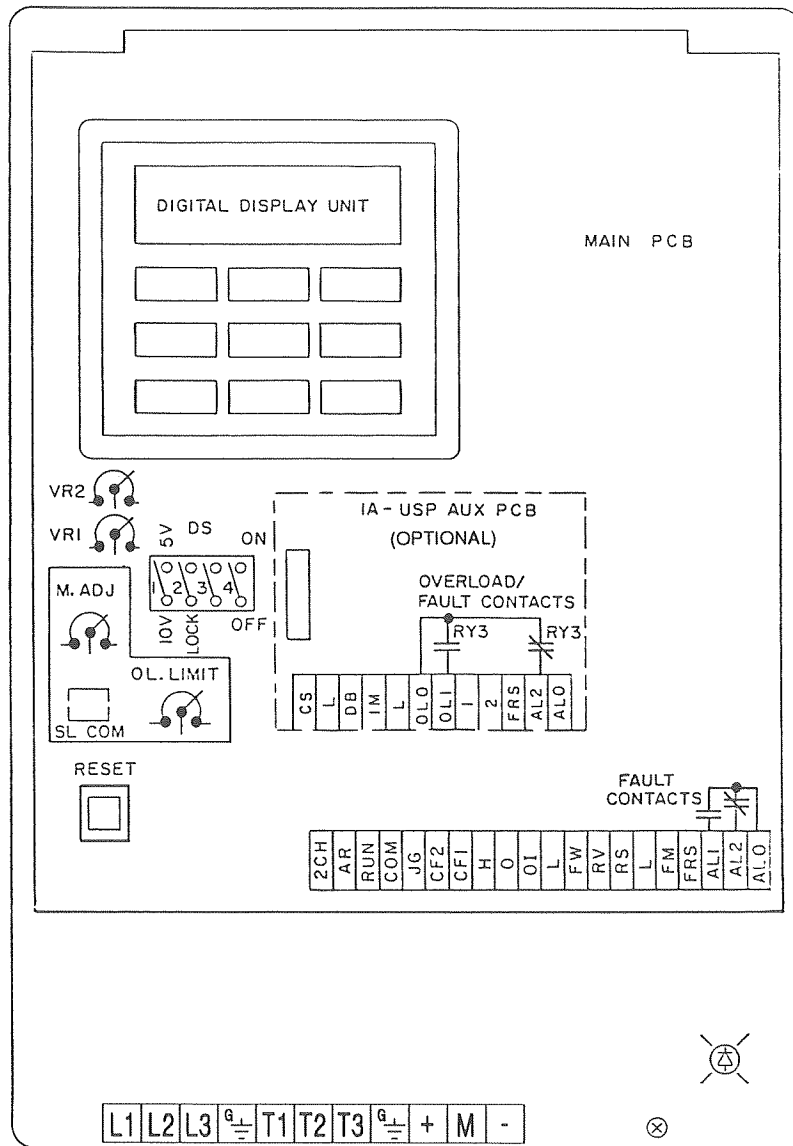 DIGITAL DISPLAY UNIT
MAIN PCB
VR2
VR1
5V DS ON
1 2 3 4
10V LOCK OFF
M. ADJ
OL. LIMIT
SL COM
RESET
IA-USP AUX PCB
(OPTIONAL)
OVERLOAD/
FAULT CONTACTS
RY3 RY3
CS L DB IM L OLO OL1 1 2 FRS AL2 ALO
FAULT
CONTACTS
2CH AR RUN COM JG CF2 CF1 H O OI L FW RV RS L FM FRS AL1 AL2 ALO
L1 L2 L3 G T1 T2 T3 G + M -